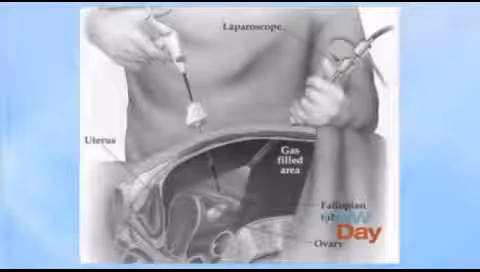 Laparoscope
Uterus
Gas
filled
area
Fallopian
Day
Ovary